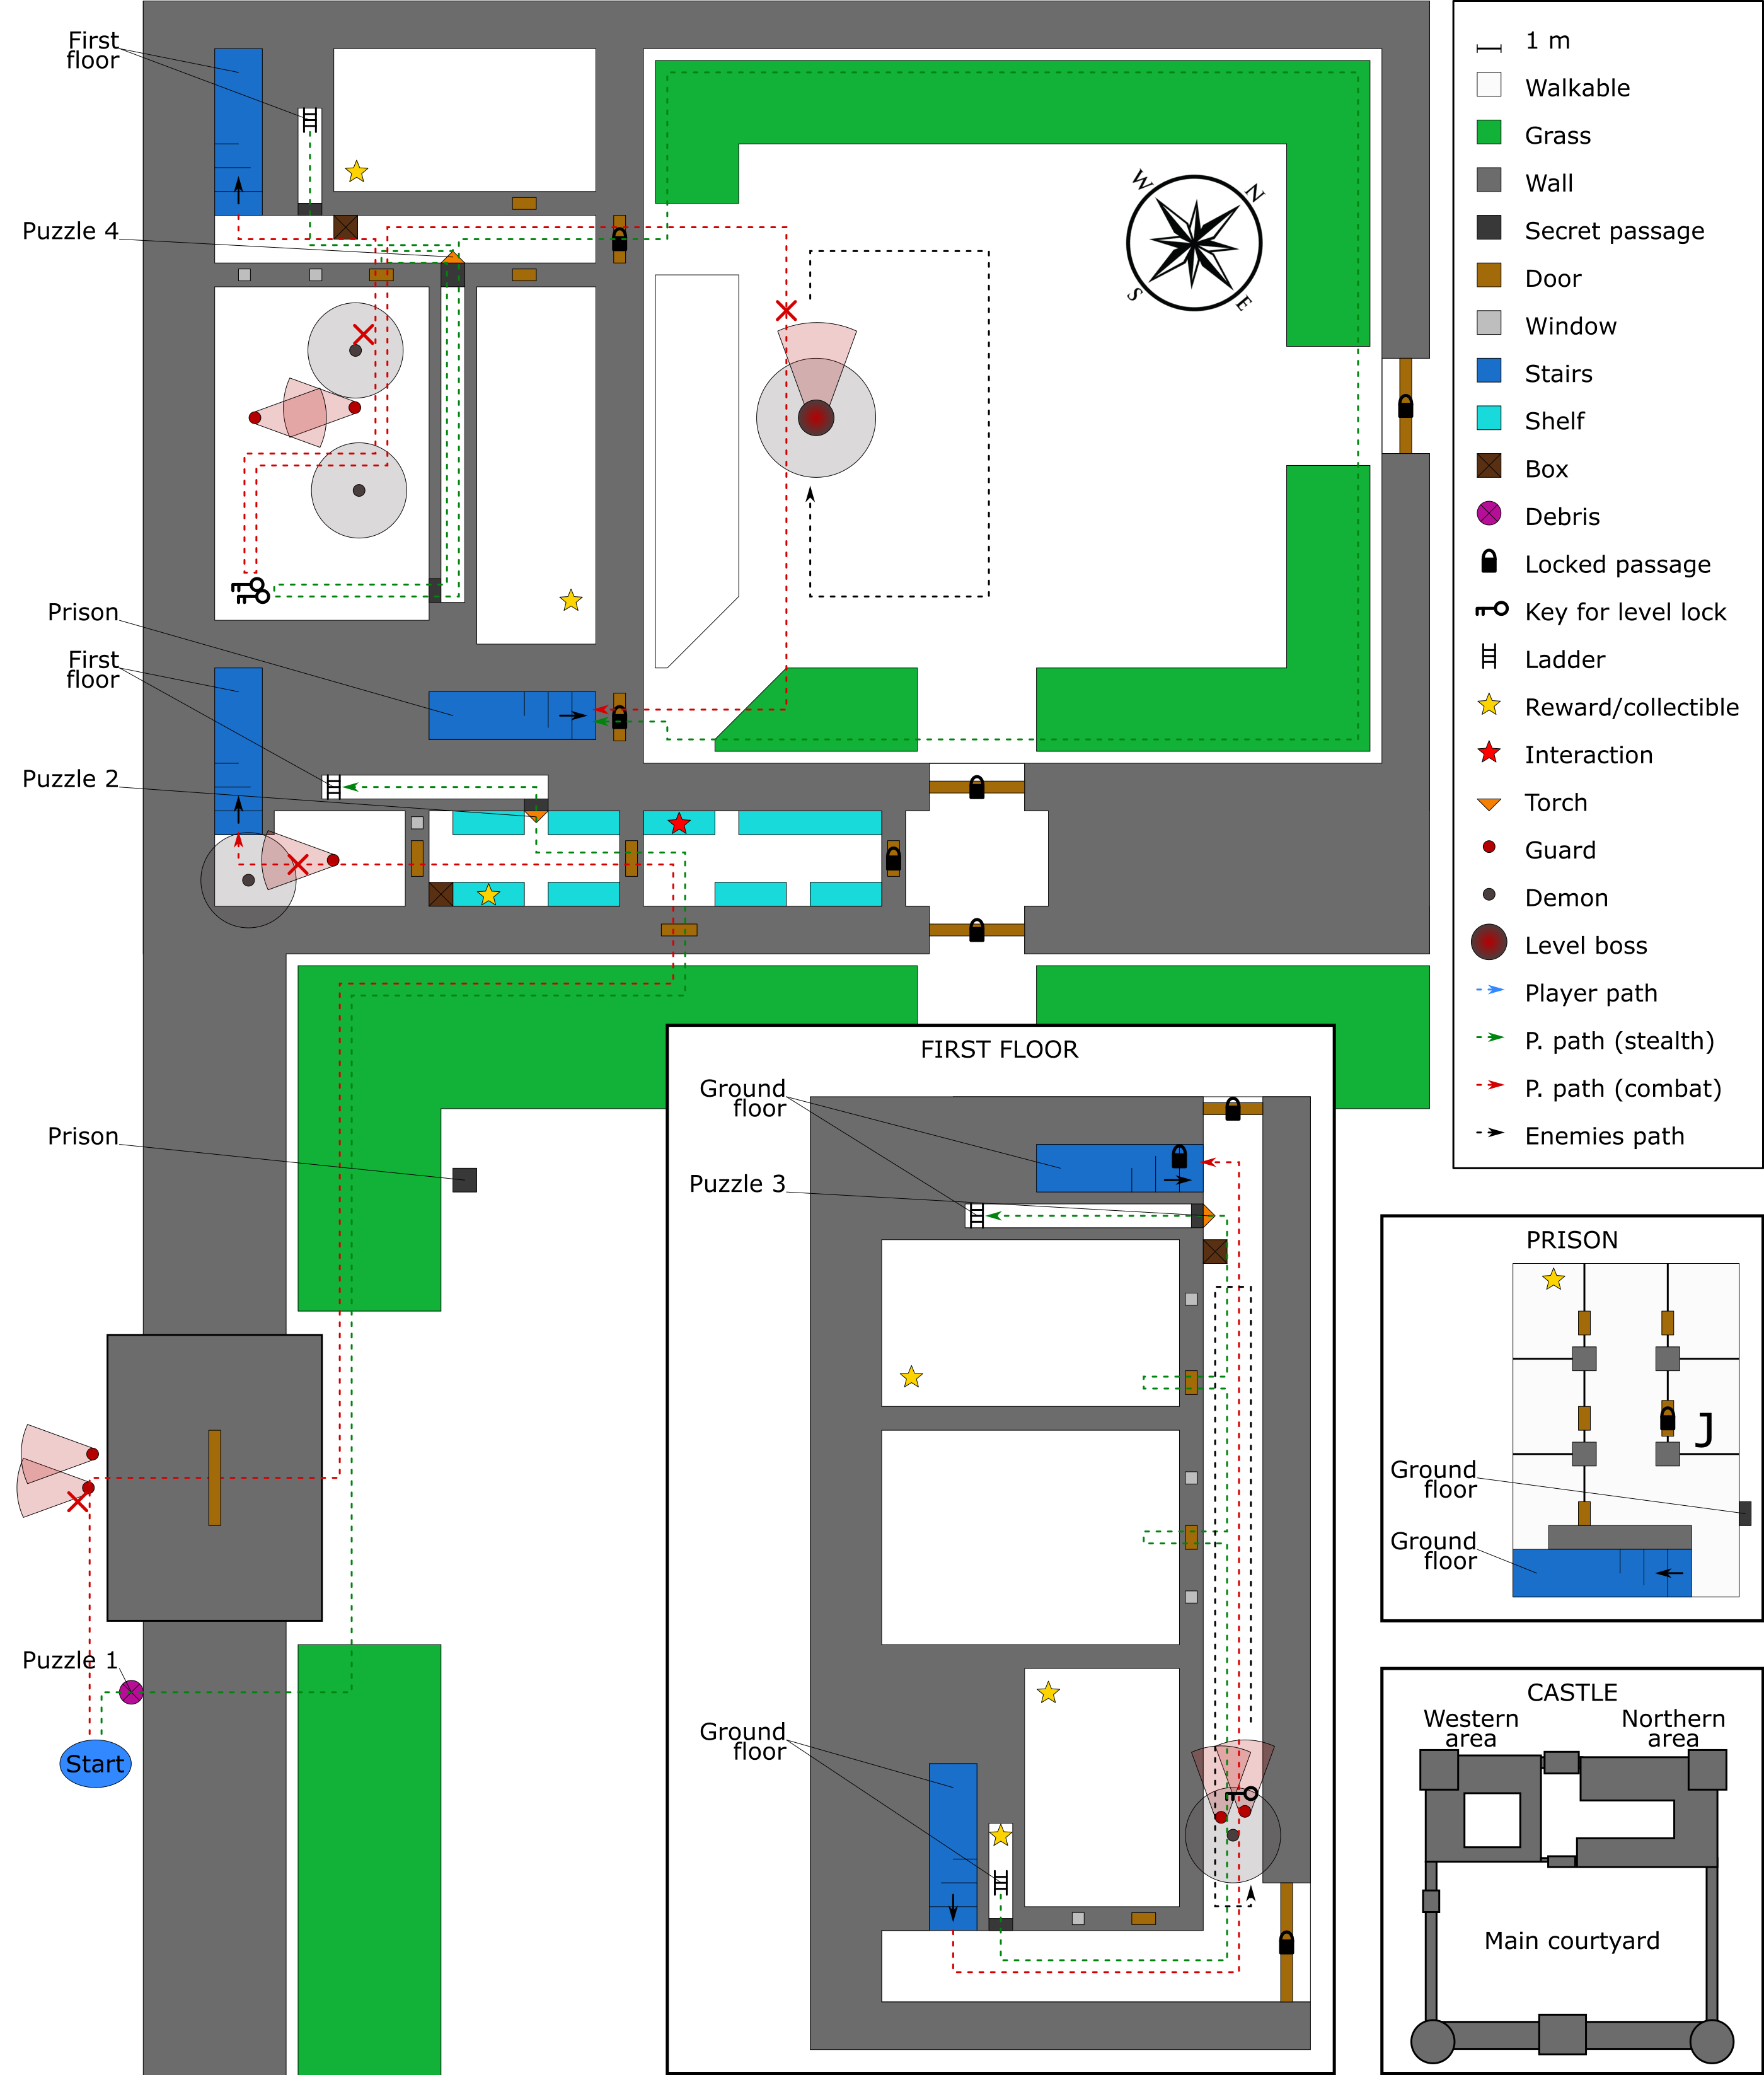 First
floor
Puzzle 4
Prison
First
floor
Puzzle 2
Prison
Puzzle 1
Start
W
N
S
E
1 m
Walkable
Grass
Wall
Secret passage
Door
Window
Stairs
Shelf
Box
Debris
Locked passage
Key for level lock
Ladder
Reward/collectible
Interaction
Torch
Guard
Demon
Level boss
Player path
P. path (stealth)
P. path (combat)
Enemies path
FIRST FLOOR
Ground
floor
Puzzle 3
Ground
floor
PRISON
J
Ground
floor
Ground
floor
CASTLE
Western
area
Northern
area
Main courtyard